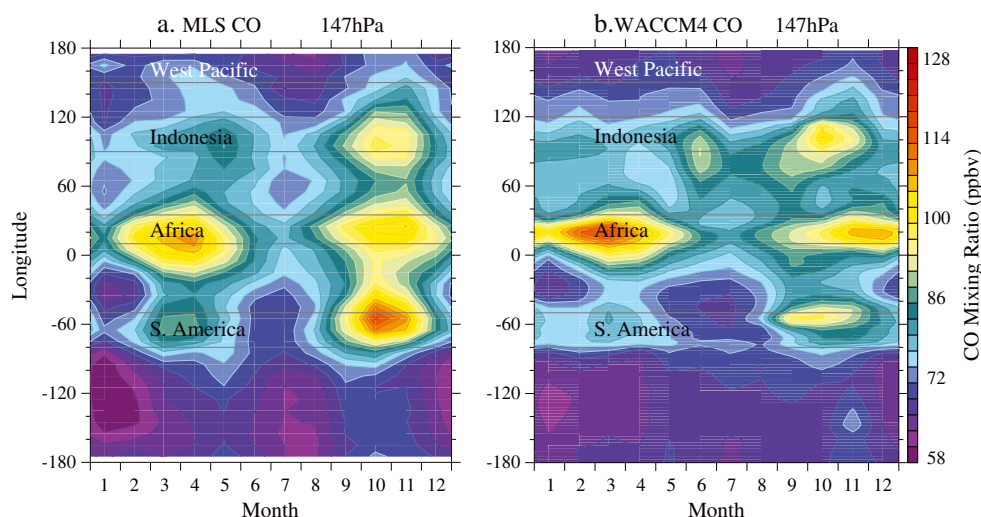 a. MLS CO 147hPa
180
120
60
0
-60
-120
-180
Longitude
West Pacific
Indonesia
Africa
S. America
1 2 3 4 5 6 7 8 9 10 11 12
Month
b.WACCM4 CO 147hPa
180
120
60
0
-60
-120
-180
West Pacific
Indonesia
Africa
S. America
1 2 3 4 5 6 7 8 9 10 11 12
Month
128
114
100
86
72
58
CO Mixing Ratio (ppbv)